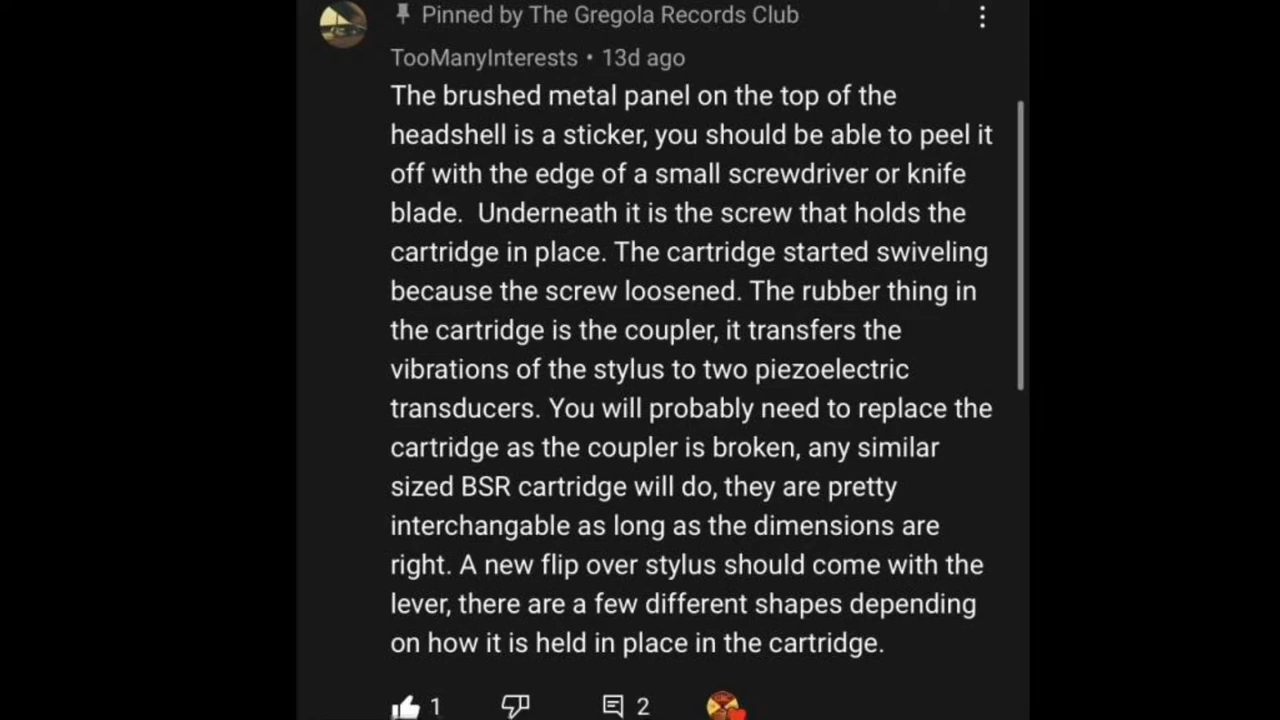 Pinned by The Gregola Records Club
TooManyInterests • 13d ago
The brushed metal panel on the top of the
headshell is a sticker, you should be able to peel it
off with the edge of a small screwdriver or knife
blade.  Underneath it is the screw that holds the
cartridge in place. The cartridge started swiveling
because the screw loosened. The rubber thing in
the cartridge is the coupler, it transfers the
vibrations of the stylus to two piezoelectric
transducers. You will probably need to replace the
cartridge as the coupler is broken, any similar
sized BSR cartridge will do, they are pretty
interchangable as long as the dimensions are
right. A new flip over stylus should come with the
lever, there are a few different shapes depending
on how it is held in place in the cartridge.
1 2